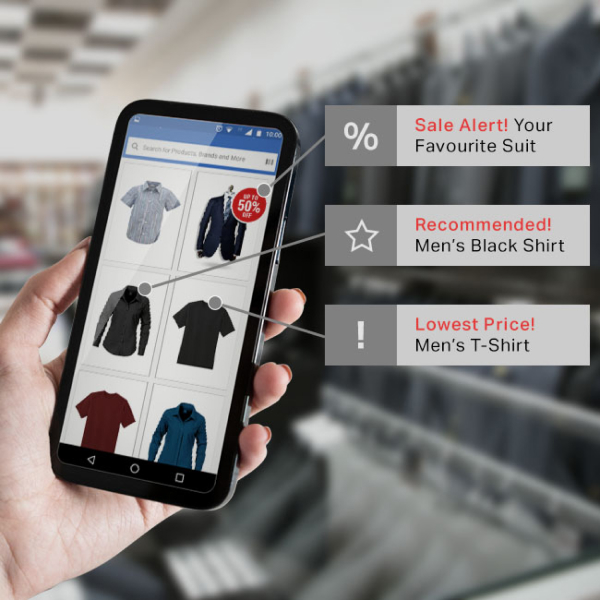 10:00
Search for Products, Brands and More
UP TO
50%
OFF
%
Sale Alert! Your
Favourite Suit
Recommended!
Men's Black Shirt
!
Lowest Price!
Men's T-Shirt